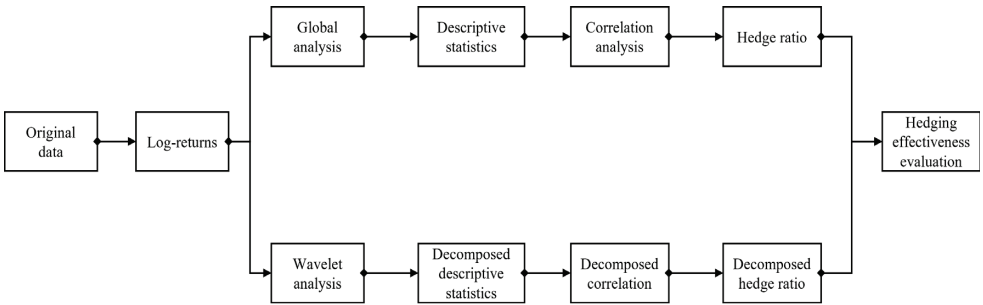 Global
analysis
Descriptive
statistics
Correlation
analysis
Hedge ratio
Original
data
Log-returns
Hedging
effectiveness
evaluation
Wavelet
analysis
Decomposed
descriptive
statistics
Decomposed
correlation
Decomposed
hedge ratio